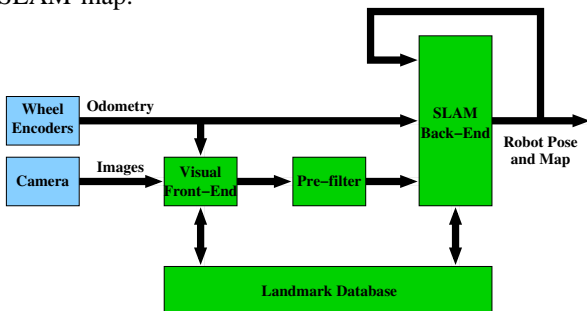 SLAM map.
Wheel
Encoders
Odometry
SLAM
Back−End
Robot Pose
and Map
Camera
Images
Visual
Front−End
Pre−filter
Landmark Database